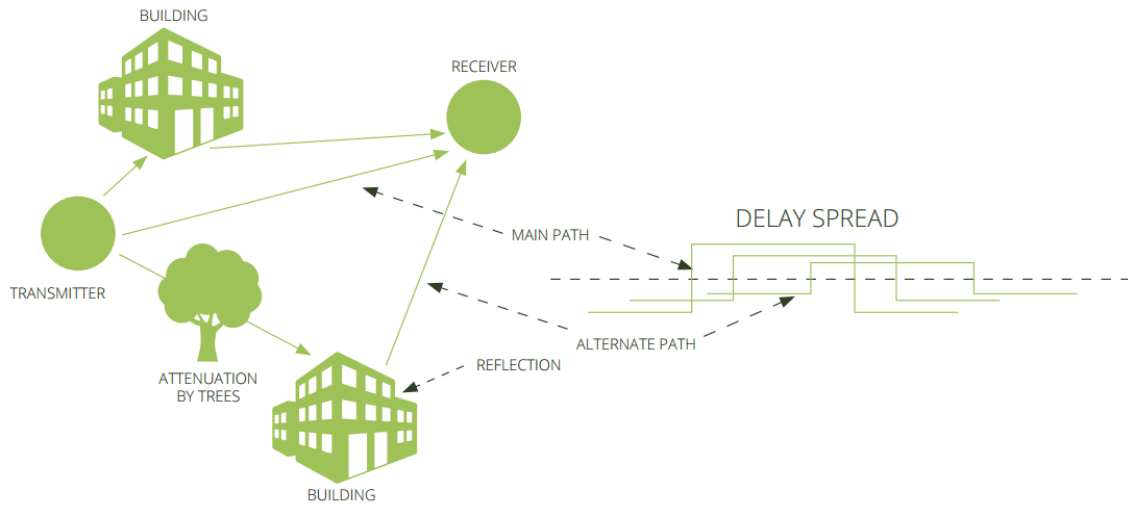 BUILDING
RECEIVER
DELAY SPREAD
MAIN PATH
TRANSMITTER
ALTERNATE PATH
REFLECTION
ATTENUATION
BY TREES
BUILDING